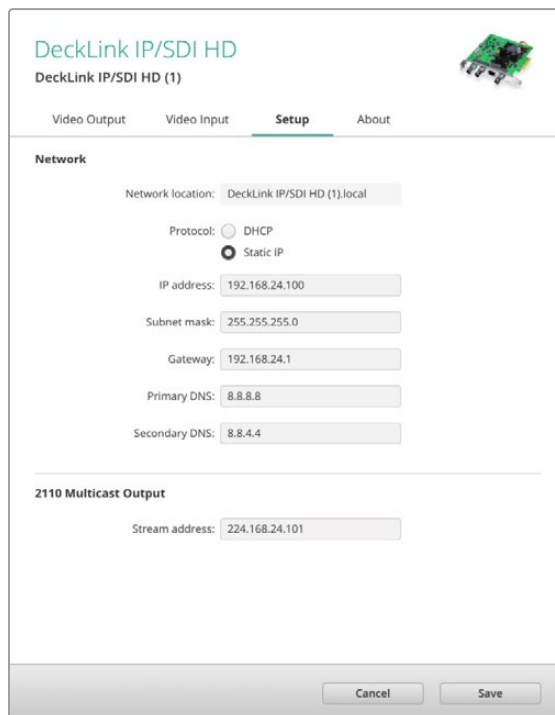 DeckLink IP/SDI HD
DeckLink IP/SDI HD (1)
Video Output Video Input Setup About
Network
Network location: DeckLink IP/SDI HD (1).local
Protocol: DHCP
Static IP
IP address: 192.168.24.100
Subnet mask: 255.255.255.0
Gateway: 192.168.24.1
Primary DNS: 8.8.8.8
Secondary DNS: 8.8.4.4
2110 Multicast Output
Stream address: 224.168.24.101
Cancel Save